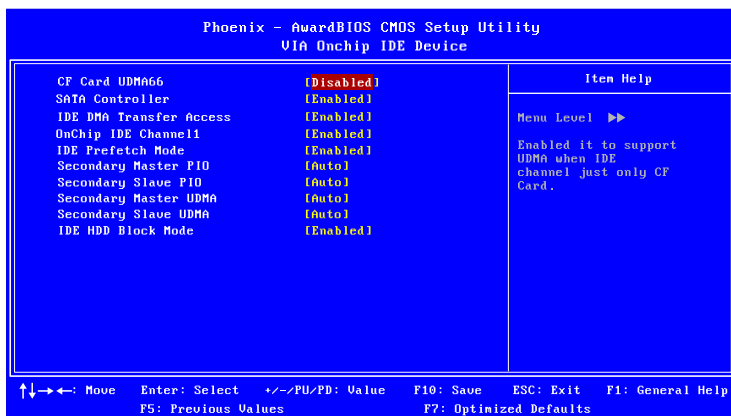 Phoenix - AwardBIOS CMOS Setup Utility
VIA Onchip IDE Device
CF Card UDMA66 [Disabled]
SATA Controller [Enabled]
IDE DMA Transfer Access [Enabled]
OnChip IDE Channel1 [Enabled]
IDE Prefetch Mode [Enabled]
Secondary Master PIO [Auto]
Secondary Slave PIO [Auto]
Secondary Master UDMA [Auto]
Secondary Slave UDMA [Auto]
IDE HDD Block Mode [Enabled]
Item Help
Menu Level ▶▶
Enabled it to support
UDMA when IDE
channel just only CF
Card.
↑↓→←: Move Enter: Select +/-/PU/PD: Value F10: Save ESC: Exit F1: General Help
F5: Previous Values F7: Optimized Defaults